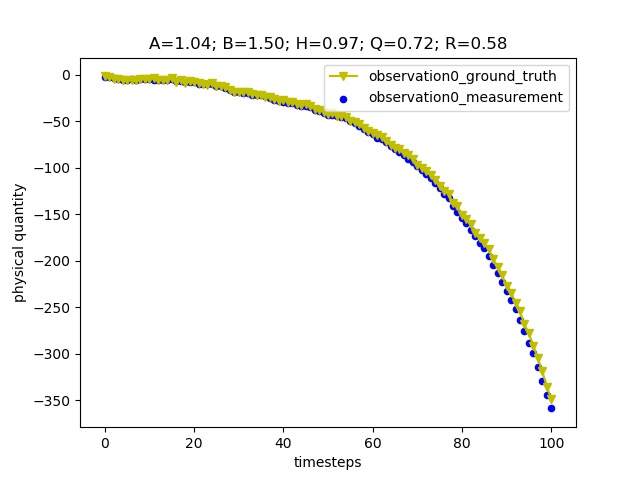 A=1.04; B=1.50; H=0.97; Q=0.72; R=0.58
observation0_ground_truth
observation0_measurement
0
−50
−100
−150
−200
−250
−300
−350
physical quantity
0 20 40 60 80 100
timesteps